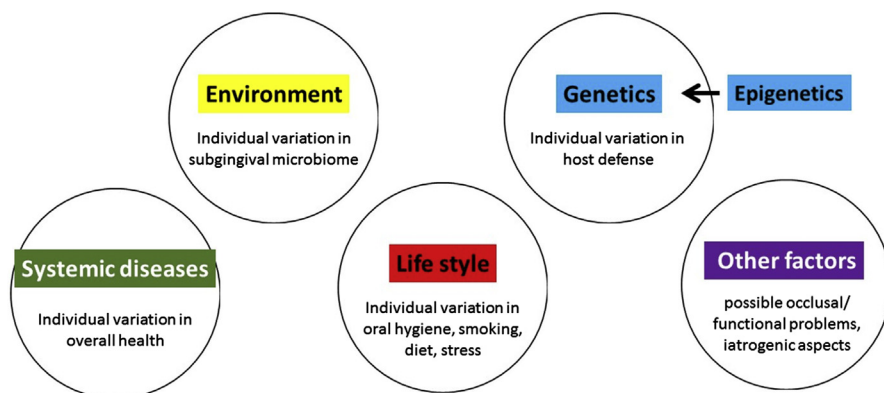 Environment
Individual variation in
subgingival microbiome
Genetics
Individual variation in
host defense
Epigenetics
Systemic diseases
Individual variation in
overall health
Life style
Individual variation in
oral hygiene, smoking,
diet, stress
Other factors
possible occlusal/
functional problems,
iatrogenic aspects